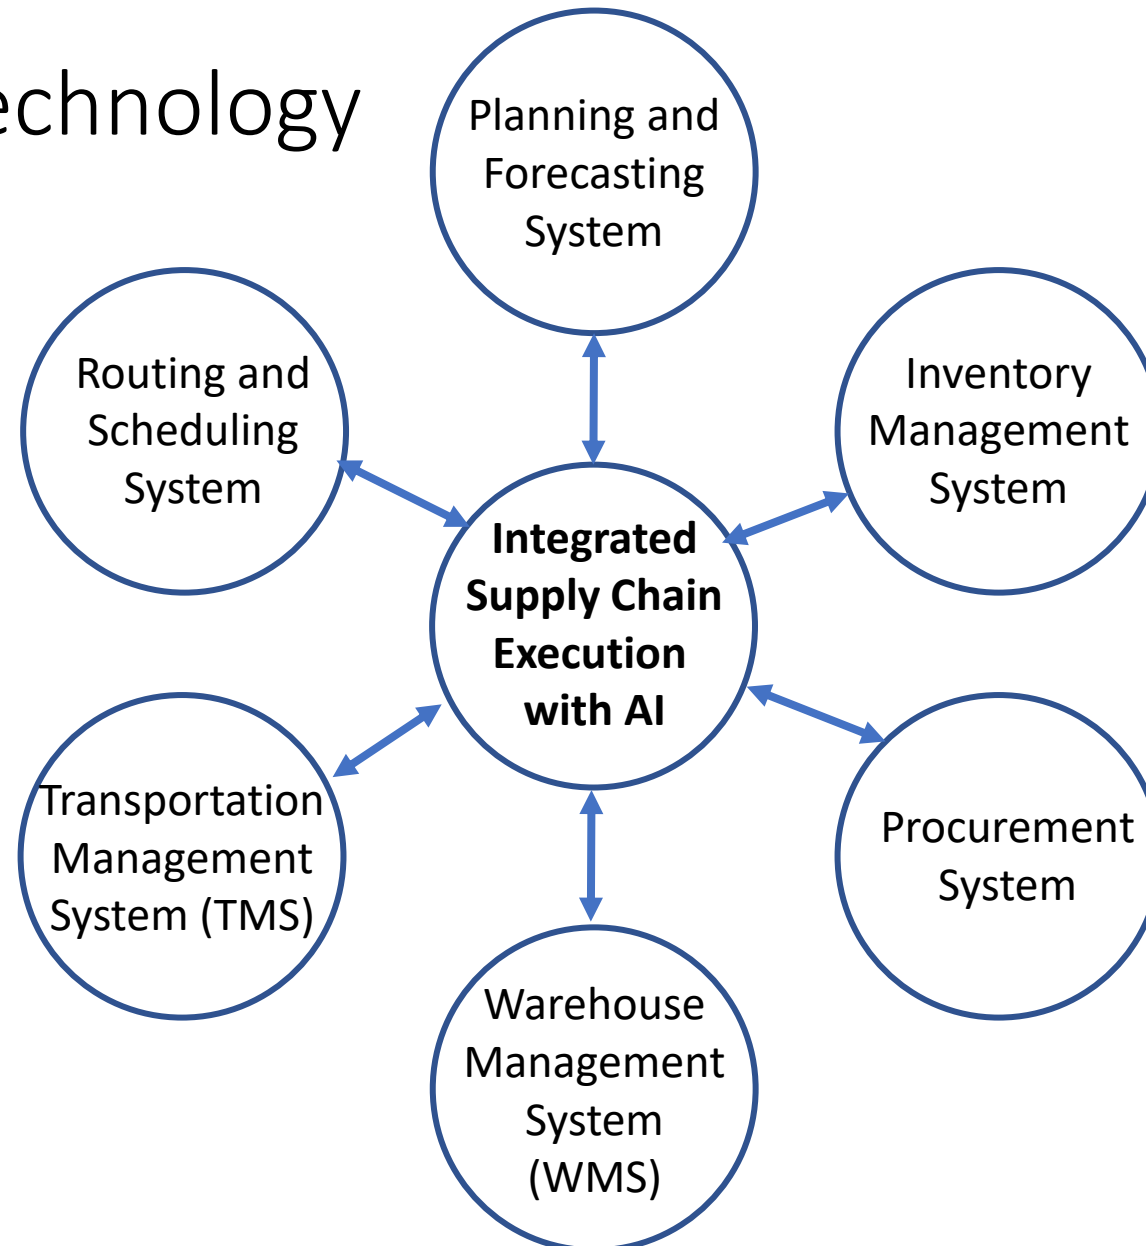 echnology
Planning and
Forecasting
System
Routing and
Scheduling
System
Inventory
Management
System
Integrated
Supply Chain
Execution
with AI
Transportation
Management
System (TMS)
Procurement
System
Warehouse
Management
System
(WMS)